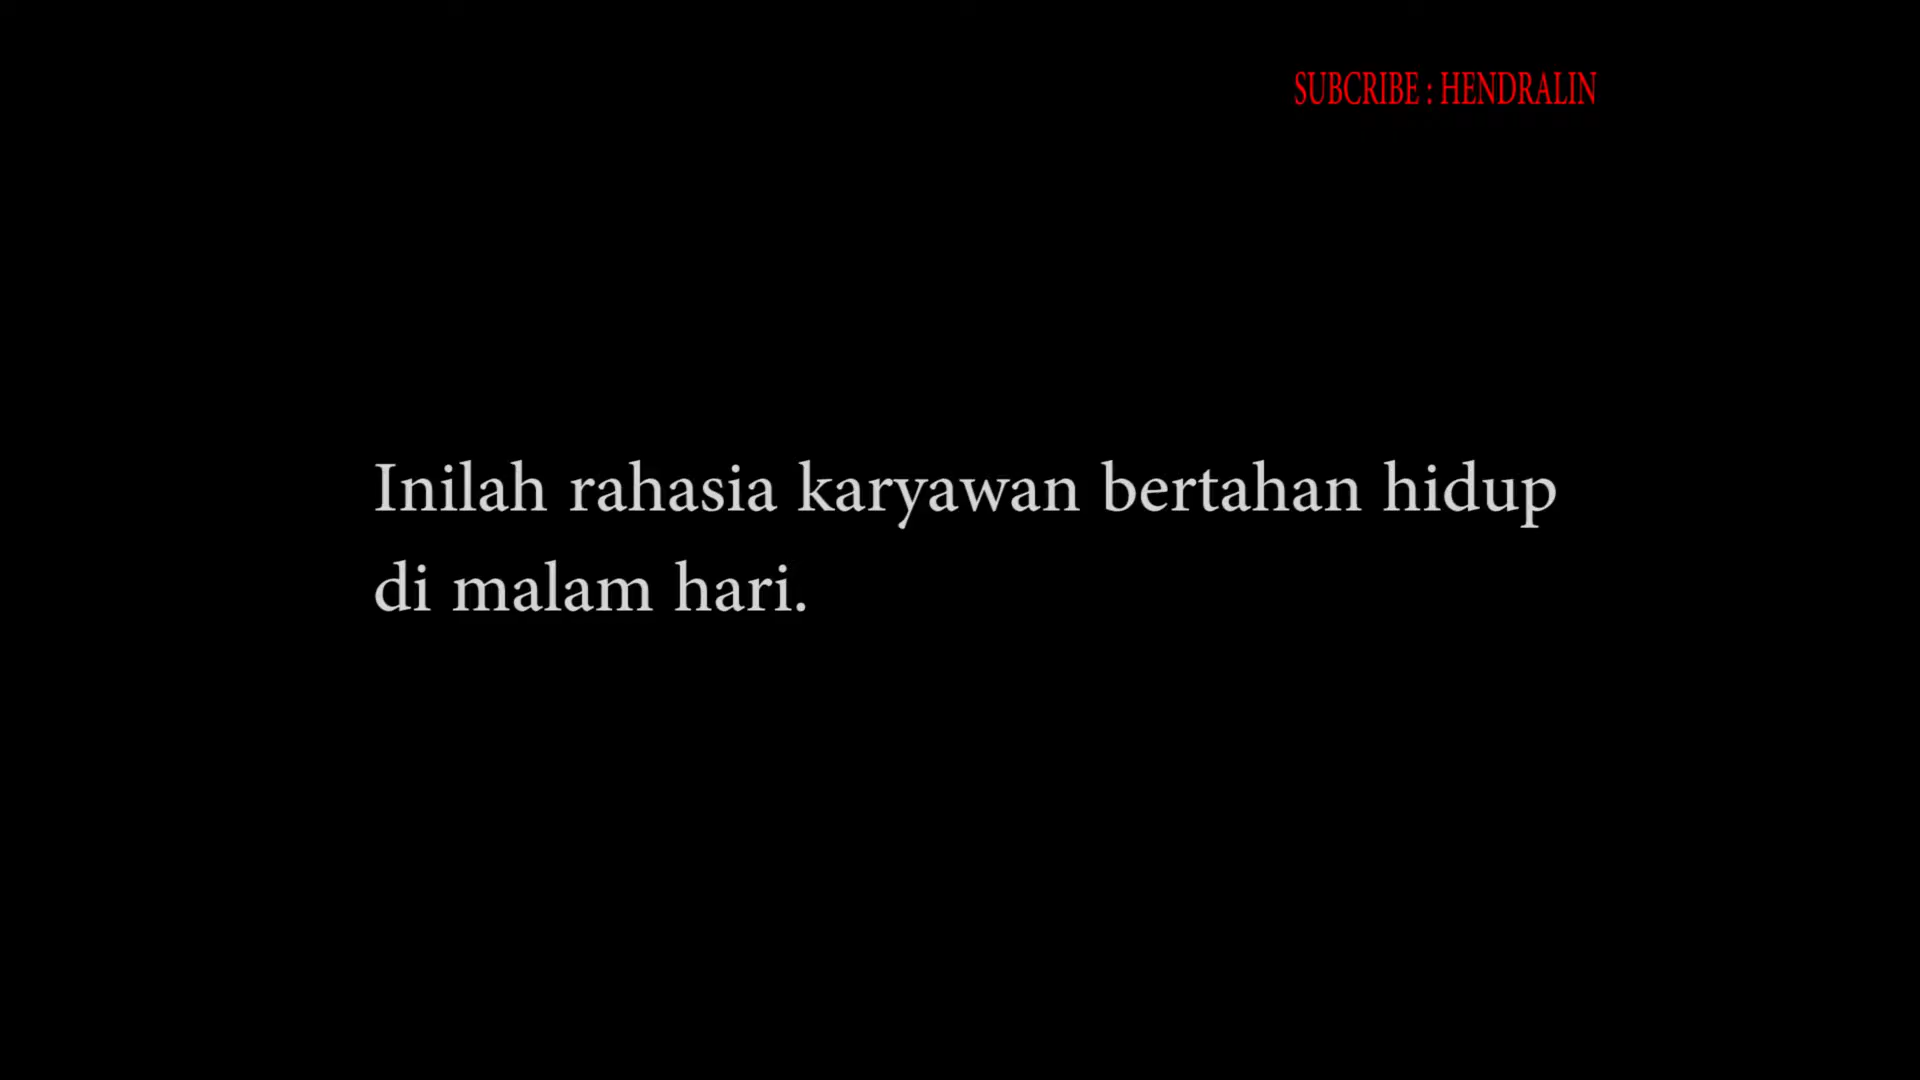 SUBCRIBE : HENDRALIN
Inilah rahasia karyawan bertahan hidup
di malam hari.